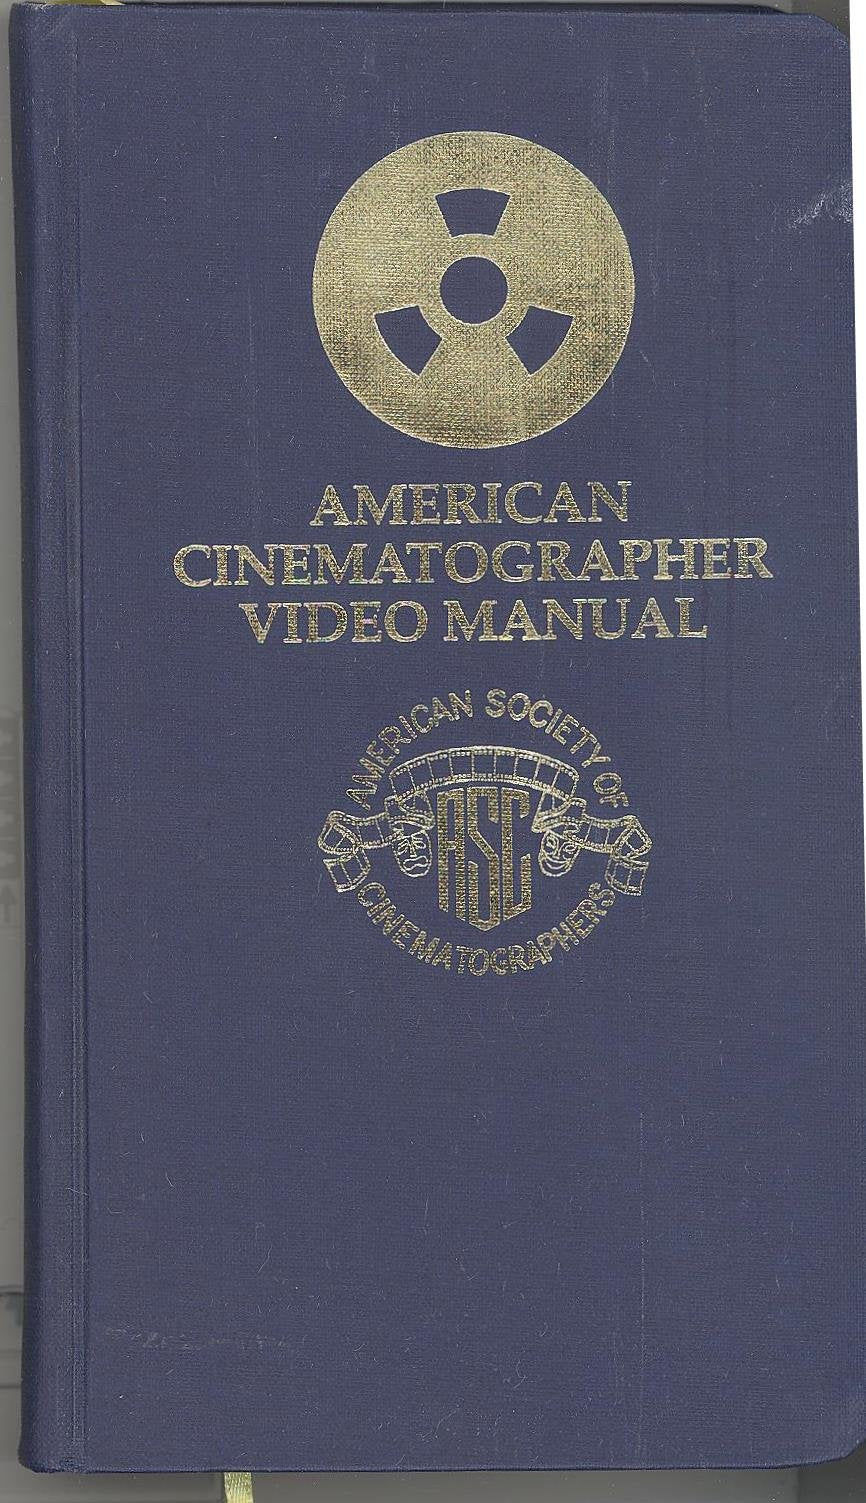 AMERICAN
CINEMATOGRAPHER
VIDEO MANUAL
AMERICAN SOCIETY OF
ASC
CINEMATOGRAPHERS